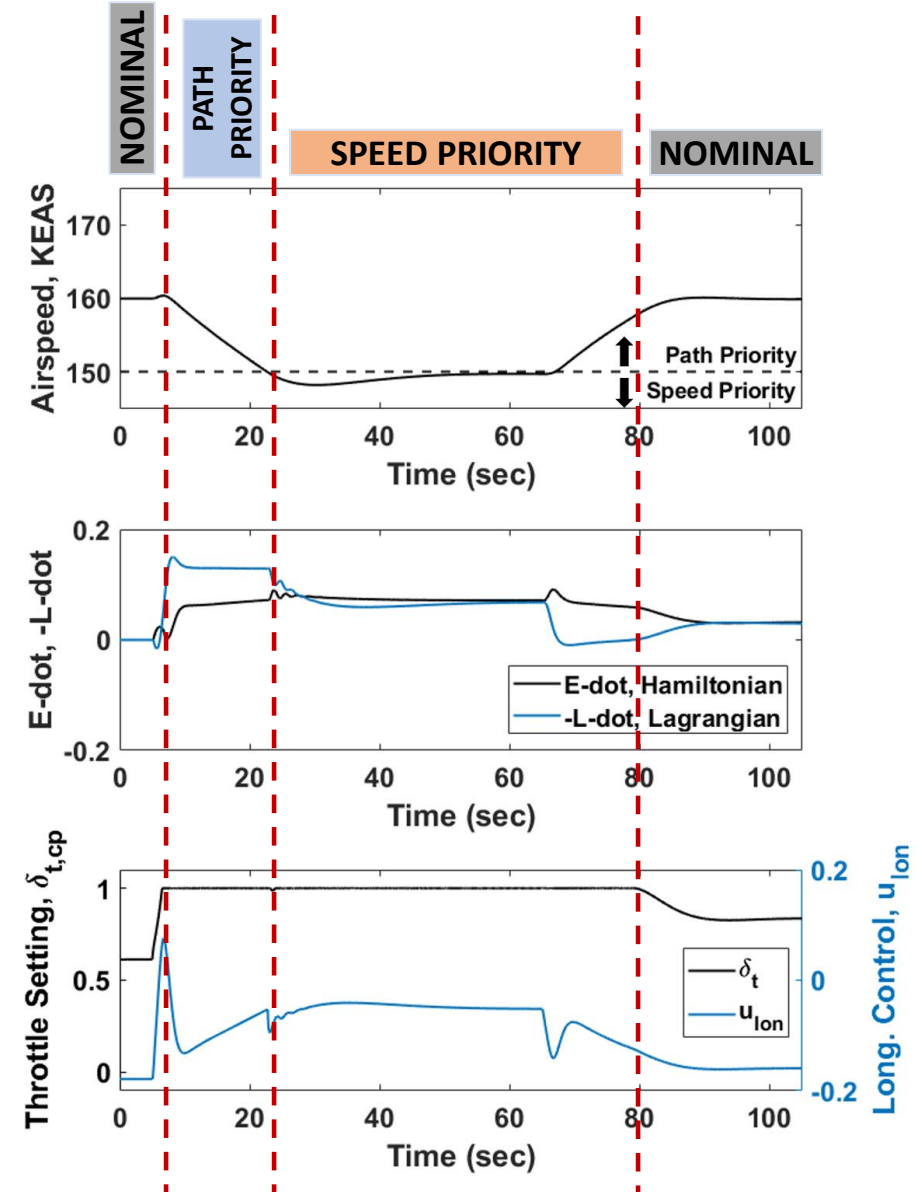 NOMINAL
PATH
PRIORITY
SPEED PRIORITY
NOMINAL
Airspeed, KEAS
170
160
150
Path Priority
Speed Priority
0 20 40 60 80 100
Time (sec)
E-dot, -L-dot
0.2
0
-0.2
E-dot, Hamiltonian
-L-dot, Lagrangian
0 20 40 60 80 100
Time (sec)
Throttle Setting, δt,cp
1
0.5
0
δt
ulon
0.2
0
-0.2
Long. Control, ulon
0 20 40 60 80 100
Time (sec)